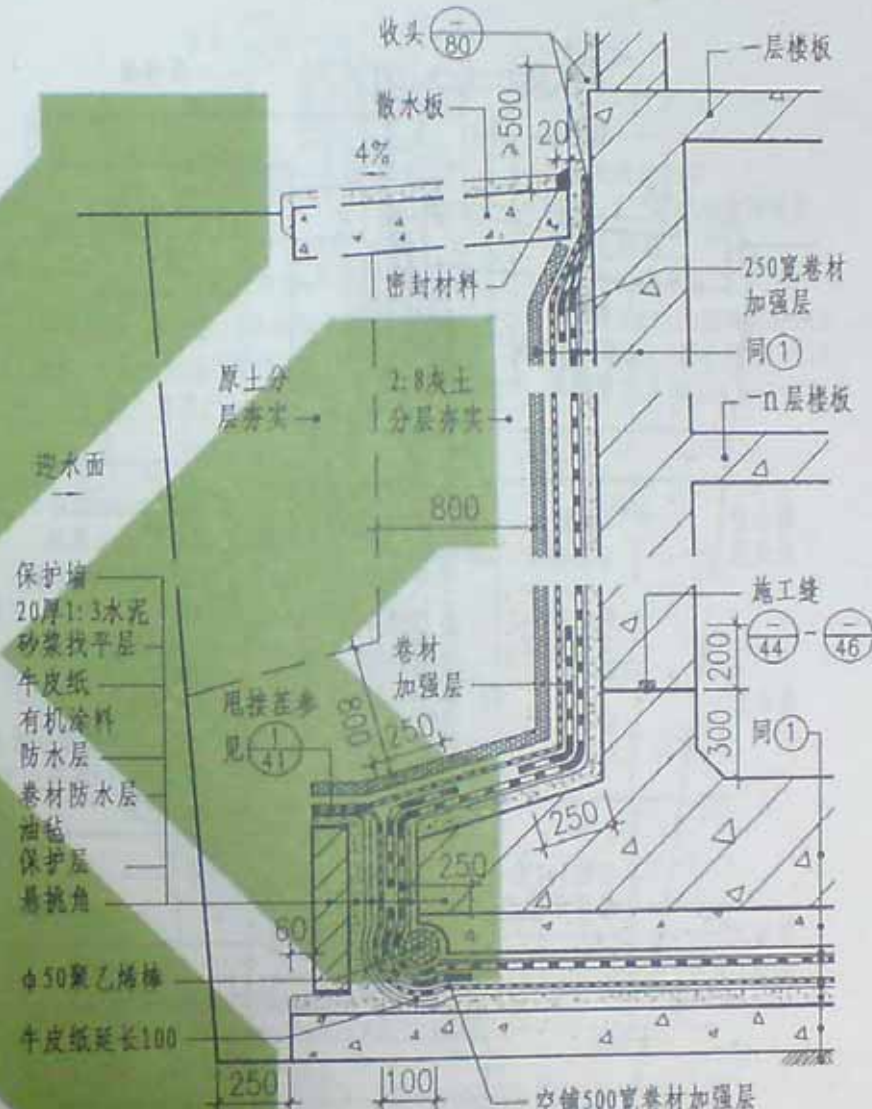 收头 — 80
一层楼板
散水板
≥500
20
4%
密封材料
250宽卷材
加强层
同①
原土分
层夯实
2:8灰土
分层夯实
一n层楼板
迎水面
800
保护墙
20厚1:3水泥
砂浆找平层
牛皮纸
有机涂料
防水层
卷材防水层
油毡
保护层
悬挑角
卷材
加强层
施工缝
— 44 - — 46
200
300
同①
甩接茬参
见 1 41
800
250
250
250
60
φ50聚乙烯棒
牛皮纸延长100
250
100
空铺500宽卷材加强层